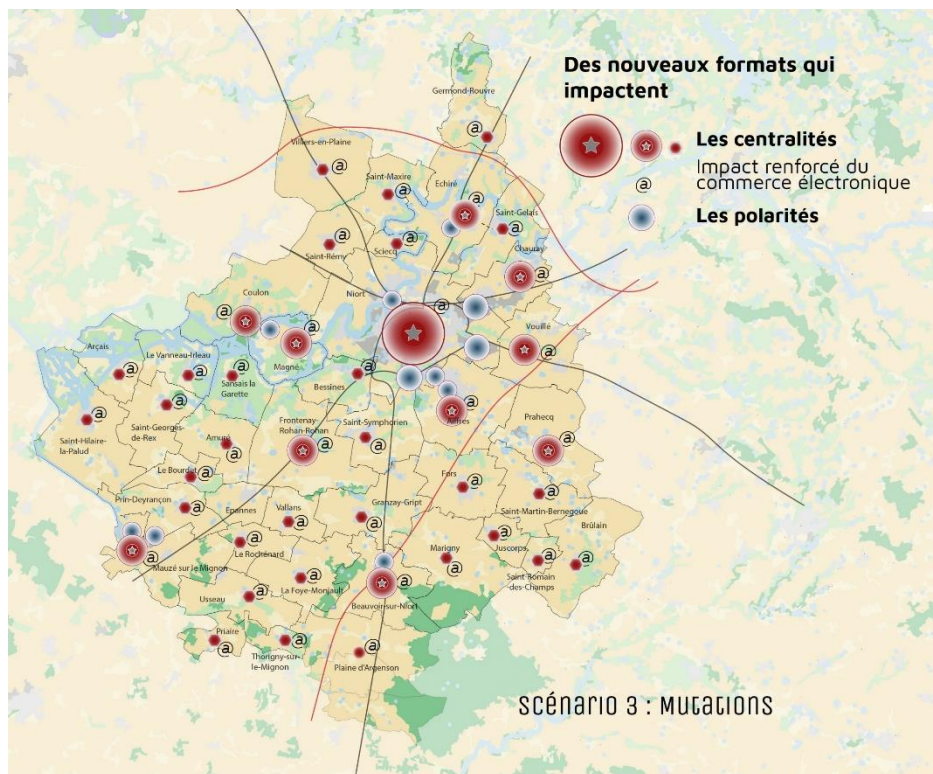 Des nouveaux formats qui
impactent
Les centralités
Impact renforcé du
@ commerce électronique
Les polarités
Germond-Rouvre
@
Villiers-en-Plaine
@
Saint-Maxire
@
Echiré
@
Saint-Gelais
@
Chauray
@
Saint-Rémy
@
Sciecq
@
Niort
@
Coulon
@
@
Magné
Vouillé
@
Arçais
@
Le Vanneau-Irleau
@
Sansais la
Garette
@
Bessines
@
Aiffres
@
Prahecq
@
Saint-Hilaire-
la-Palud
@
Saint-Georges-
de-Rex
@
Amuré
@
Frontenay-
Rohan-Rohan
@
Saint-Symphorien
@
Le Bourdet
@
Fors
@
Prin-Deyrançon
@
Epannes
Vallans
@
Granzay-Gript
@
Saint-Martin-Bernegoue
@
Brûlain
@
Mauzé sur le Mignon
@
Le Rochénard
@
Marigny
@
Juscorps
@
Saint-Romain
des-Champs
@
Usseau
@
La Foye-Monjault
@
Beauvoir-sur-Niort
@
Priaire
@
Thorigny-sur
le-Mignon
@
Plaine d'Argenson
@
Scénario 3 : Mutations